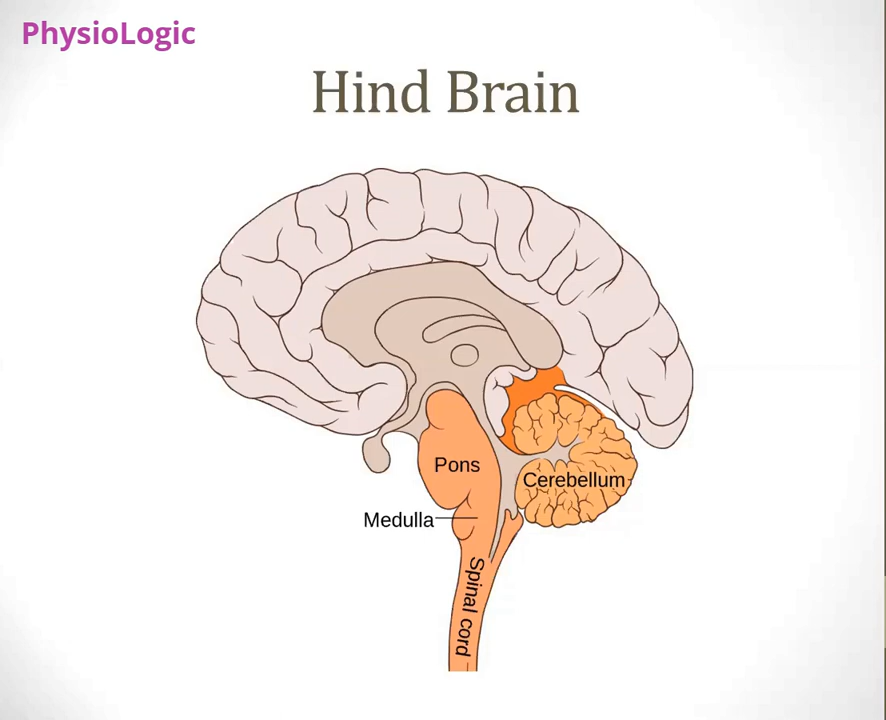 PhysioLogic
Hind Brain
Pons
Cerebellum
Medulla
Spinal cord